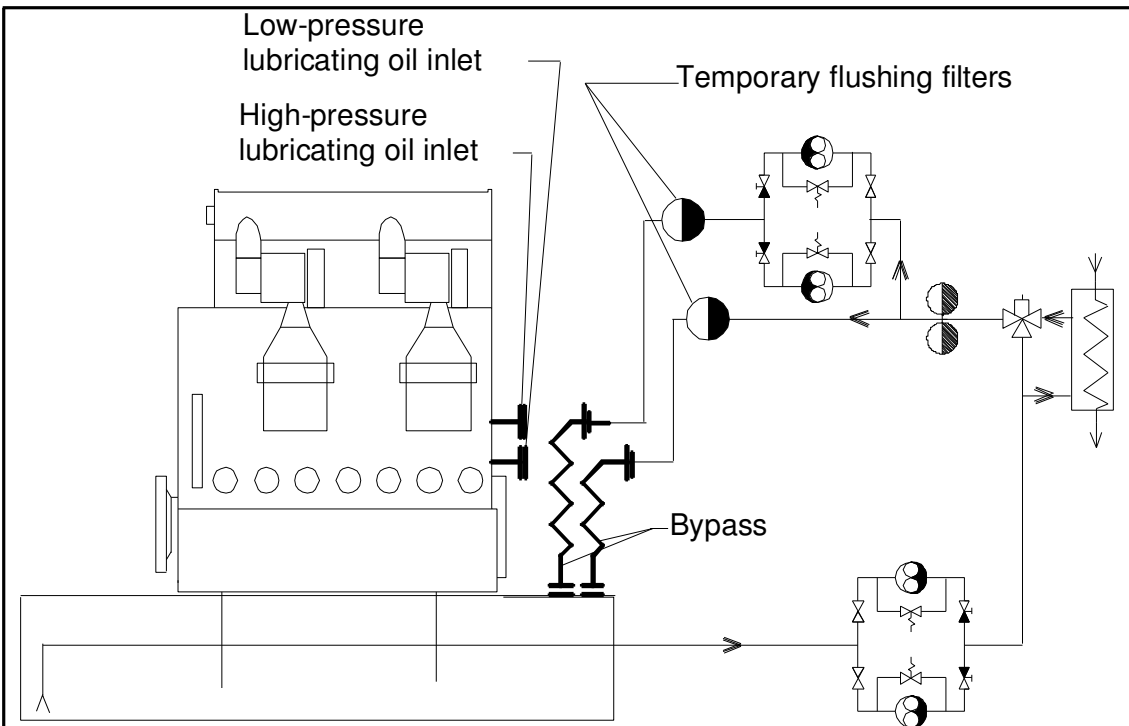 Low-pressure
lubricating oil inlet
High-pressure
lubricating oil inlet
Temporary flushing filters
Bypass